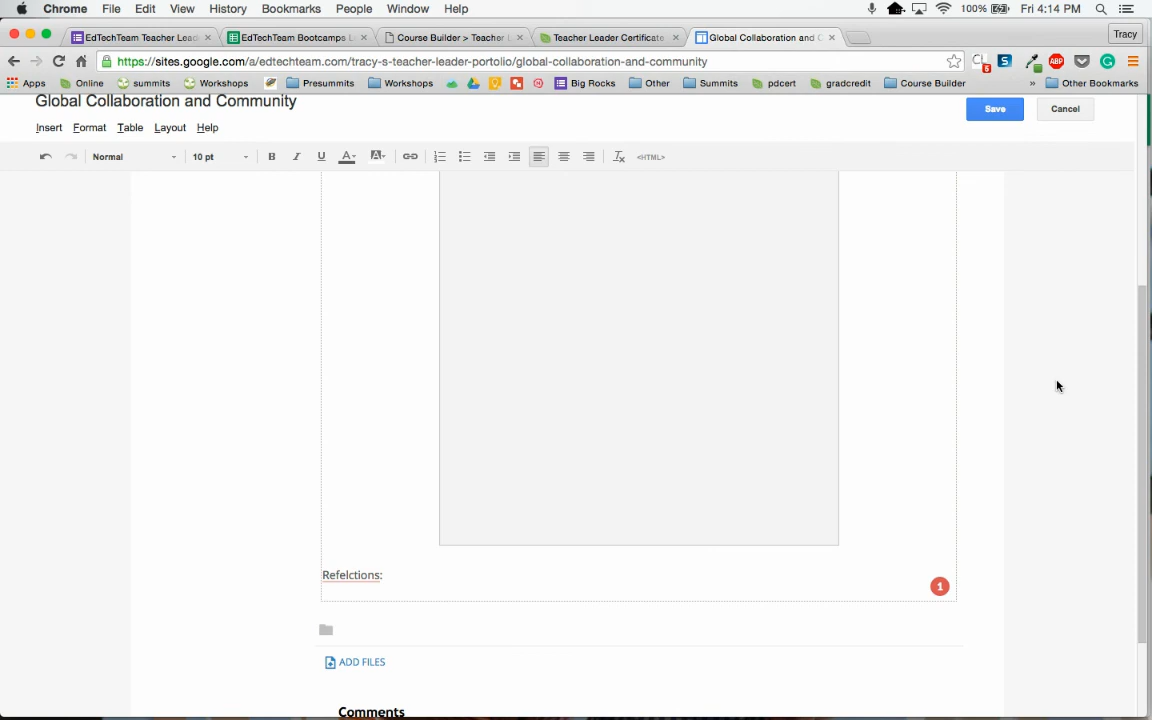 Chrome File Edit View History Bookmarks People Window Help 100% Fri 4:14 PM
EdTechTeam Teacher Lead EdTechTeam Bootcamps L Course Builder > Teacher L Teacher Leader Certificate Global Collaboration and C Tracy
https://sites.google.com/a/edtechteam.com/tracy-s-teacher-leader-portolio/global-collaboration-and-community
Apps Online summits Workshops Presummits Workshops Big Rocks Other Summits pdcert gradcredit Course Builder » Other Bookmarks
Global Collaboration and Community Save Cancel
Insert Format Table Layout Help
Normal 10 pt B I U A A <HTML>
Refelctions:
1
ADD FILES
Comments